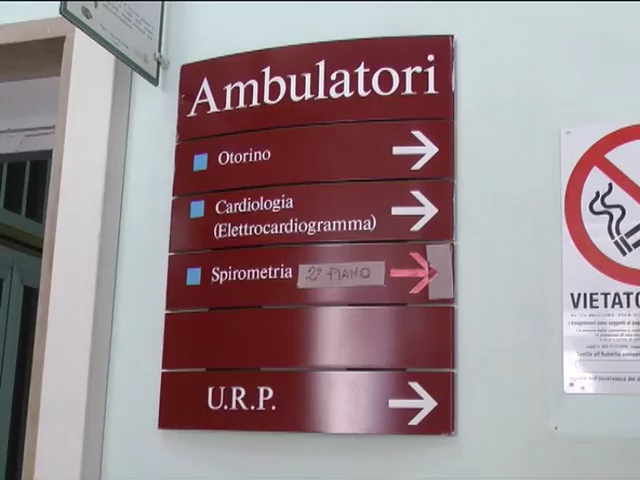 Ambulatori
Otorino
Cardiologia
(Elettrocardiogramma)
Spirometria 2° PIANO
U.R.P.
VIETATO